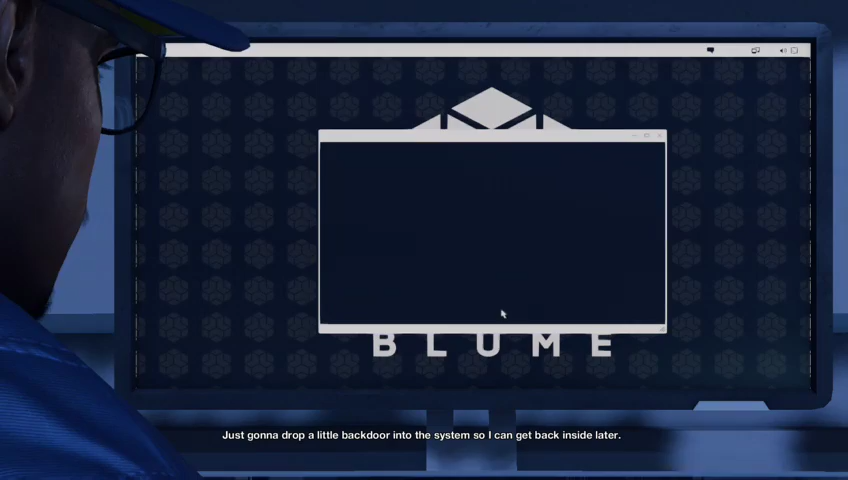 BLUME
Just gonna drop a little backdoor into the system so I can get back inside later.